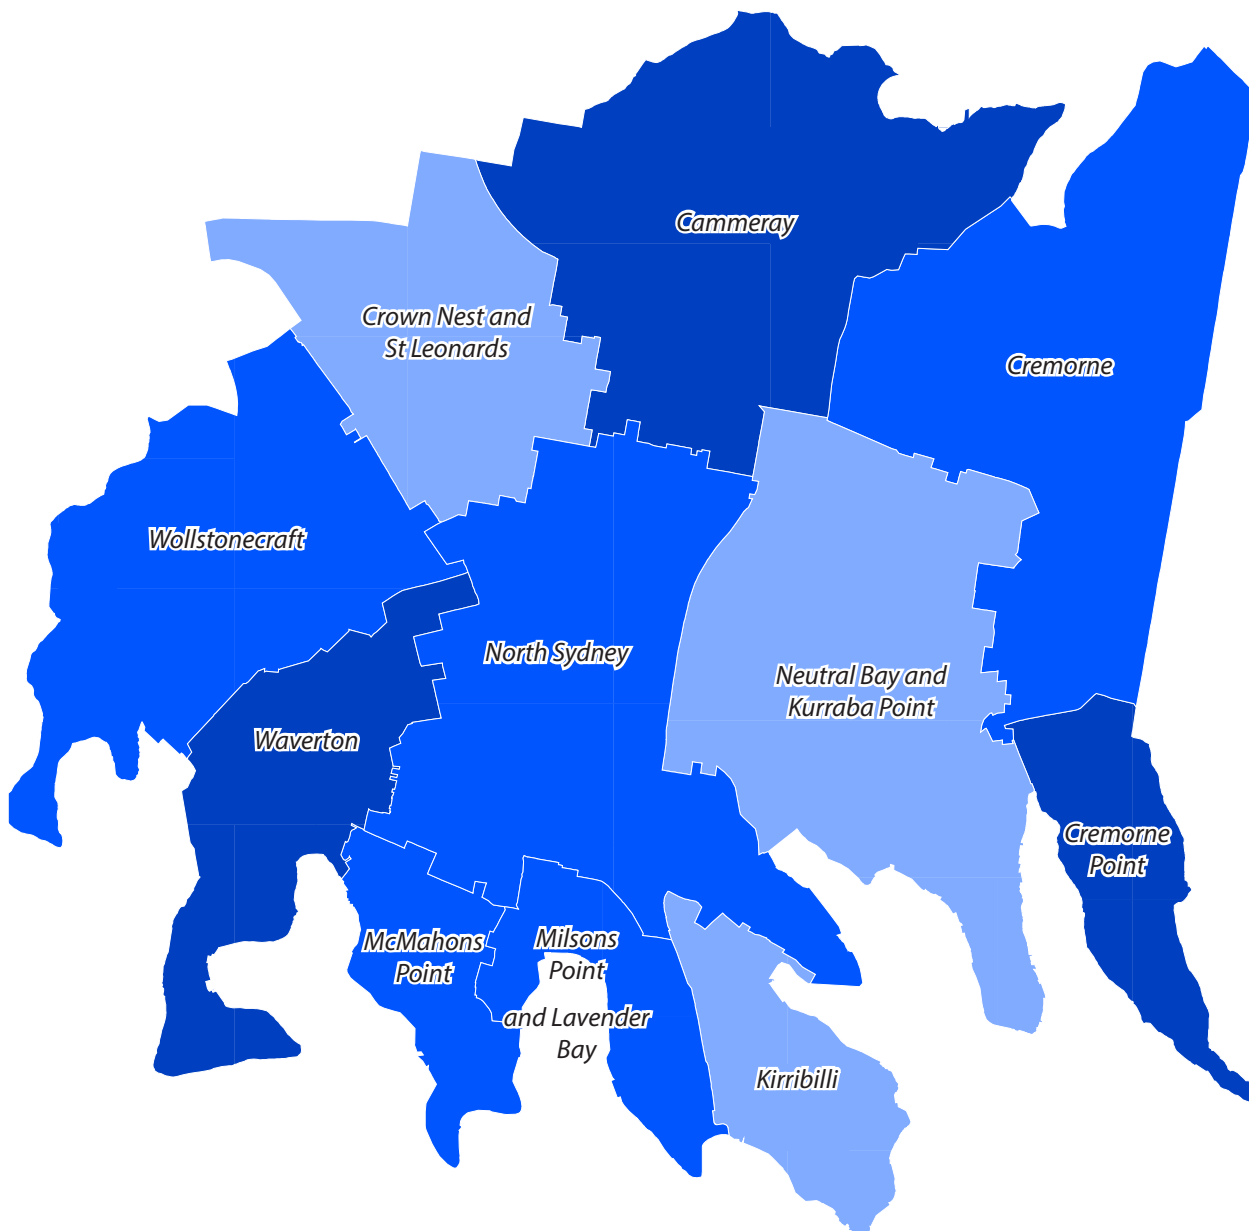 Cammeray
Crown Nest and
St Leonards
Cremorne
Wollstonecraft
North Sydney
Neutral Bay and
Kurraba Point
Waverton
Cremorne
Point
McMahons
Point
Milsons
Point
and Lavender
Bay
Kirribilli